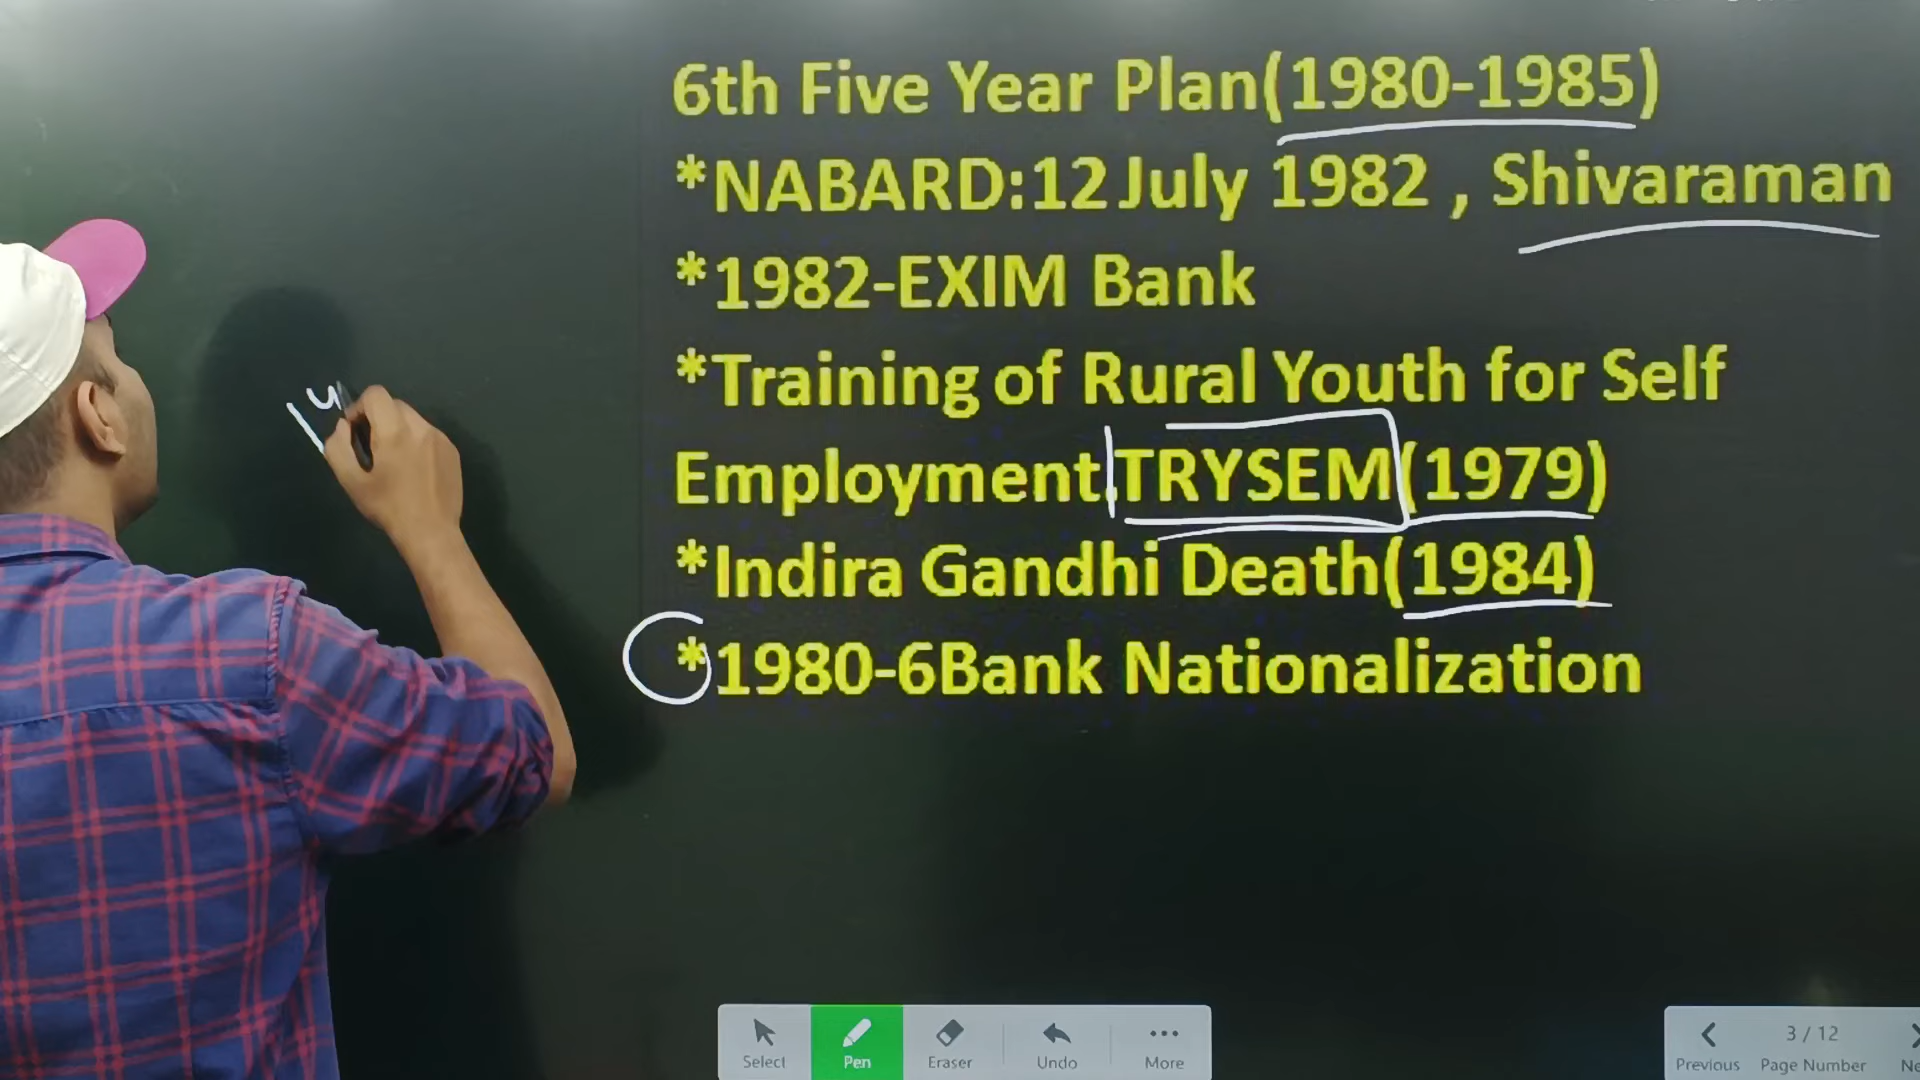 6th Five Year Plan(1980-1985)
*NABARD:12 July 1982 , Shivaraman
*1982-EXIM Bank
*Training of Rural Youth for Self
Employment.TRYSEM(1979)
*Indira Gandhi Death(1984)
*1980-6Bank Nationalization
14
Select Pen Eraser Undo More
3 / 12
Previous Page Number